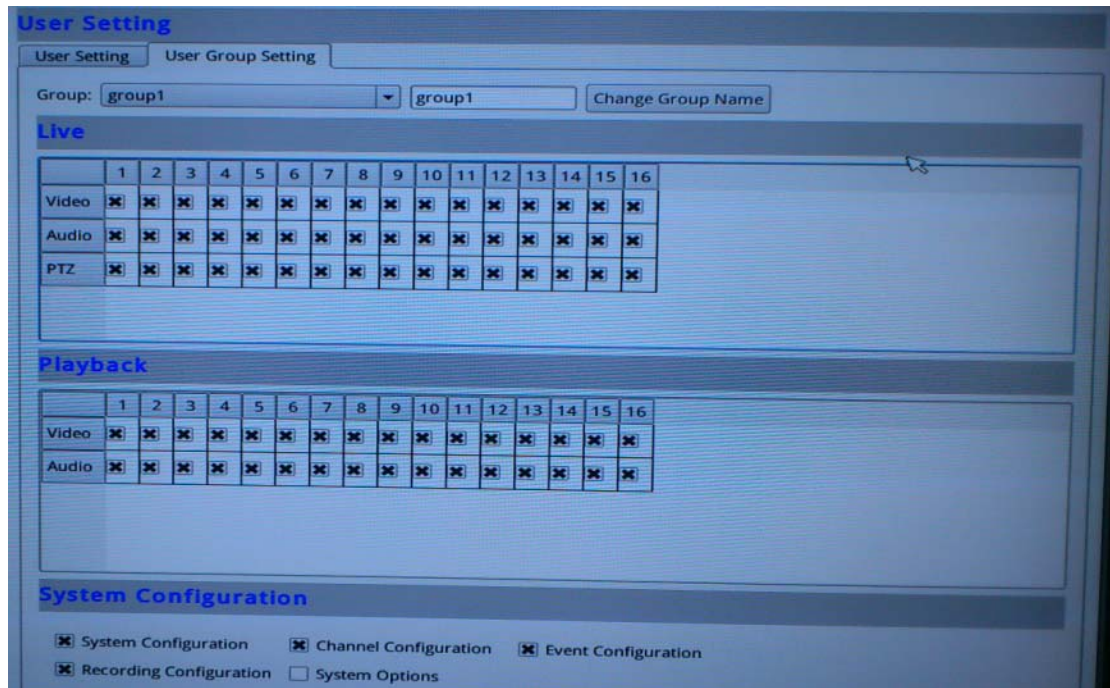 User Setting
User Setting User Group Setting
Group: group1 group1 Change Group Name
Live
1 2 3 4 5 6 7 8 9 10 11 12 13 14 15 16
Video
Audio
PTZ
Playback
1 2 3 4 5 6 7 8 9 10 11 12 13 14 15 16
Video
Audio
System Configuration
System Configuration Channel Configuration Event Configuration
Recording Configuration System Options